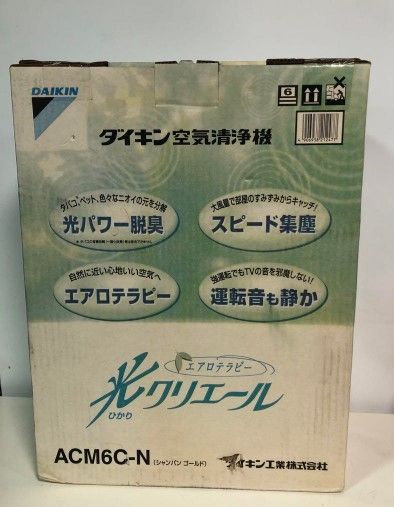 DAIKIN
6
ダイキン空気清浄機
タバコ、ペット、色々なニオイの元を分解
光パワー脱臭
大風量で部屋のすみずみからキャッチ!
スピード集塵
自然に近い心地いい空気へ
エアロテラピー
強運転でもTVの音を邪魔しない!
運転音も静か
エアロテラピー
光クリエール
ひかり
ACM6C-N(シャンパン ゴールド)
ダイキン工業株式会社